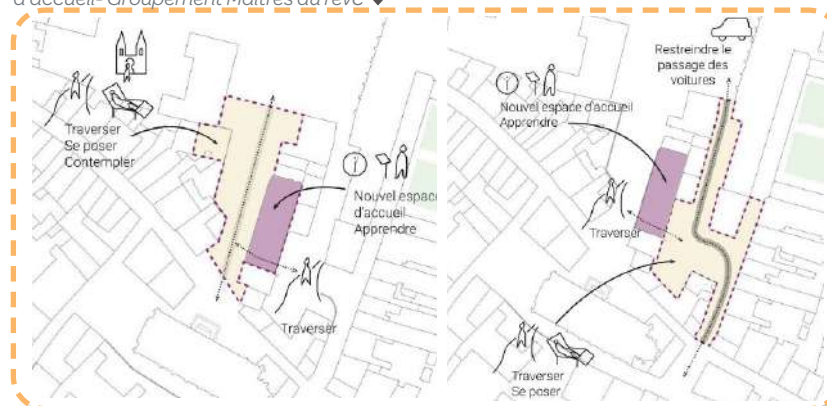 d'accueil- Groupement Maîtres du rêve
Traverser
Se poser
Contempler
Nouvel espace
d'accueil
Apprendre
Traverser
Restreindre le
passage des
voitures
Nouvel espace d'accueil
Apprendre
Traverser
Traverser
Se poser